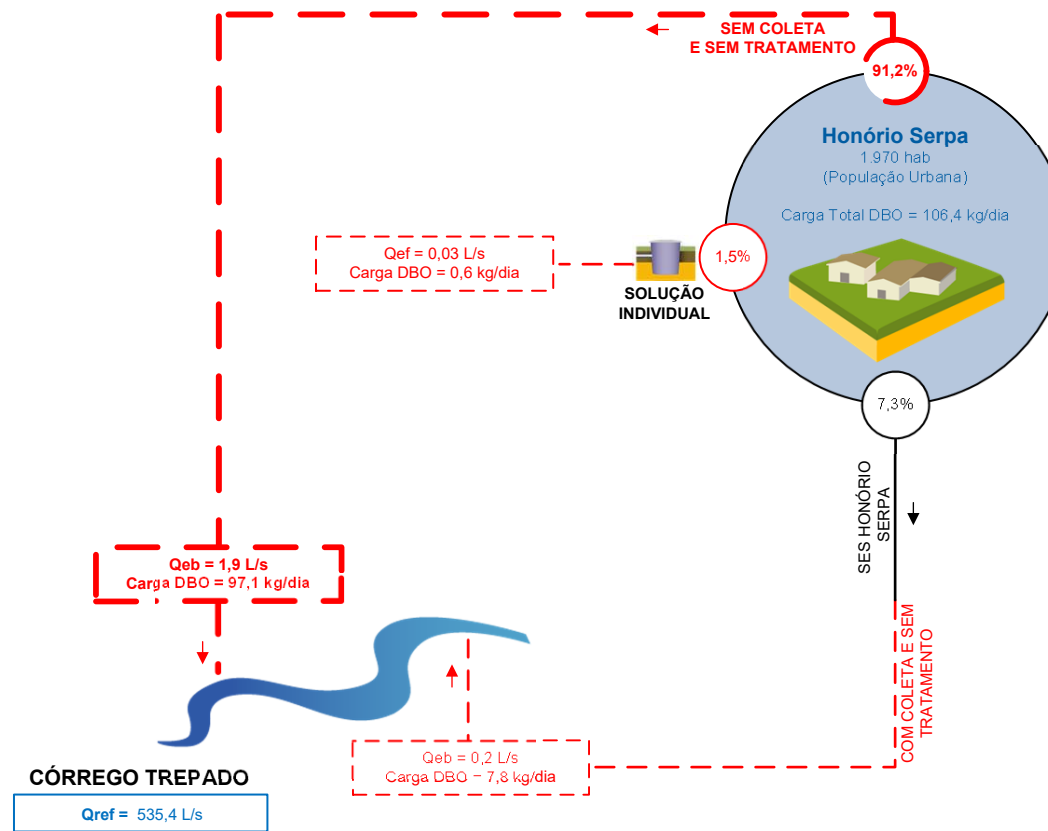 SEM COLETA
E SEM TRATAMENTO
91,2%
Honório Serpa
1.970 hab
(População Urbana)
Carga Total DBO = 106,4 kg/dia
1,5%
Qef = 0,03 L/s
Carga DBO = 0,6 kg/dia
SOLUÇÃO
INDIVIDUAL
7,3%
SES HONÓRIO
SERPA
Qeb = 1,9 L/s
Carga DBO = 97,1 kg/dia
COM COLETA E SEM
TRATAMENTO
Qeb = 0,2 L/s
Carga DBO = 7,8 kg/dia
CÓRREGO TREPADO
Qref = 535,4 L/s